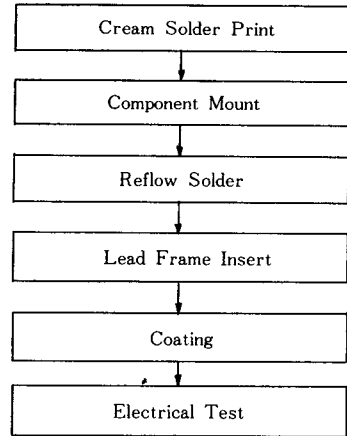 Cream Solder Print
Component Mount
Reflow Solder
Lead Frame Insert
Coating
Electrical Test